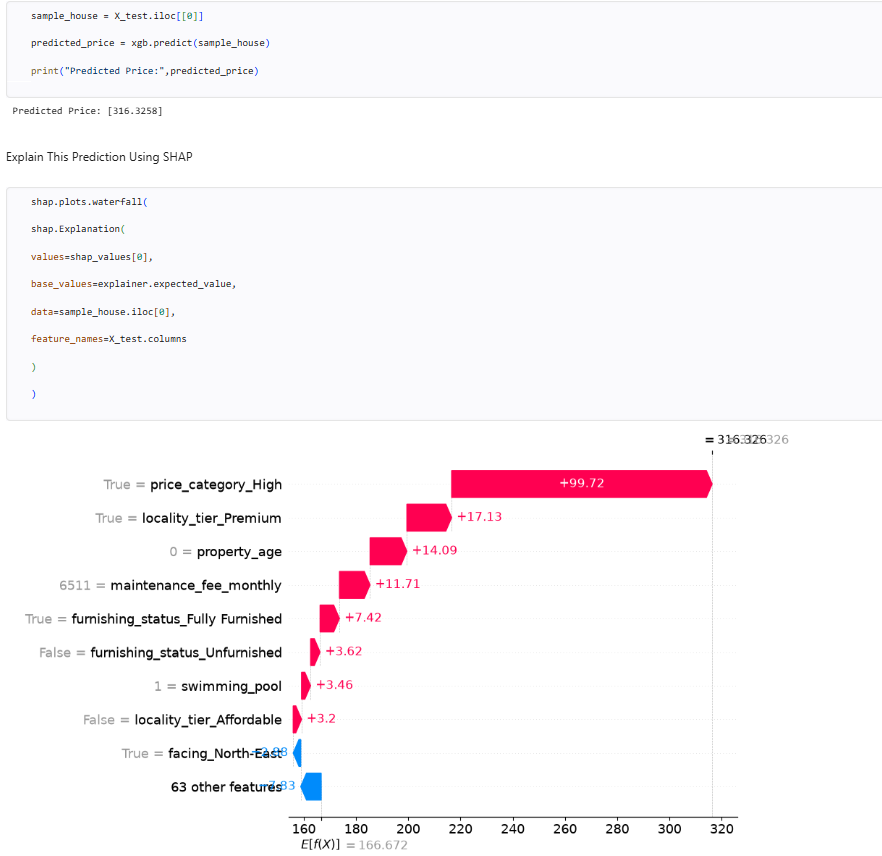 sample_house = X_test.iloc[[0]]
predicted_price = xgb.predict(sample_house)
print("Predicted Price:",predicted_price)
Predicted Price: [316.3258]
Explain This Prediction Using SHAP
shap.plots.waterfall(
shap.Explanation(
values=shap_values[0],
base_values=explainer.expected_value,
data=sample_house.iloc[0],
feature_names=X_test.columns
)
)
= 316.326
True = price_category_High +99.72
True = locality_tier_Premium +17.13
0 = property_age +14.09
6511 = maintenance_fee_monthly +11.71
True = furnishing_status_Fully Furnished +7.42
False = furnishing_status_Unfurnished +3.62
1 = swimming_pool +3.46
False = locality_tier_Affordable +3.2
True = facing_North-East
63 other features −7.83
160 180 200 220 240 260 280 300 320
E[f(X)] = 166.672